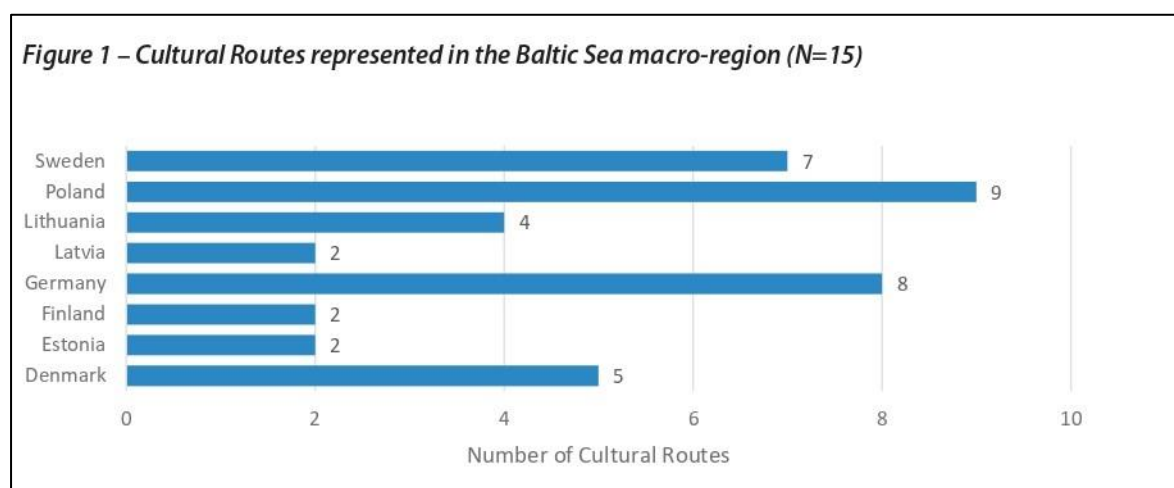 Figure 1 – Cultural Routes represented in the Baltic Sea macro-region (N=15)
Sweden 7
Poland 9
Lithuania 4
Latvia 2
Germany 8
Finland 2
Estonia 2
Denmark 5
0 2 4 6 8 10
Number of Cultural Routes